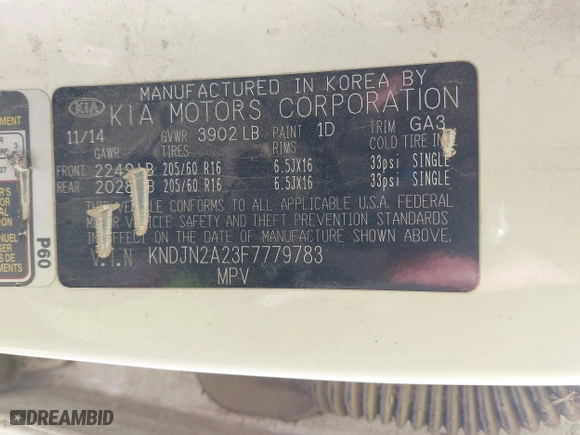 MANUFACTURED IN KOREA BY
KIA KIA MOTORS CORPORATION
11/14 GVWR 3902 LB PAINT 1D TRIM GA3
GAWR TIRES RIMS COLD TIRE
FRONT LB 205/60 R16 6.5JX16 33psi SINGLE
REAR 205/60 R16 6.5JX16 33psi SINGLE
THIS VEHICLE CONFORMS TO ALL APPLICABLE U.S.A. FEDERAL
MOTOR VEHICLE SAFETY AND THEFT PREVENTION STANDARDS
IN EFFECT ON THE DATE OF MANUFACTURE SHOWN ABOVE.
V.I.N KNDJN2A23F7779783
MPV
P60
DREAMBID